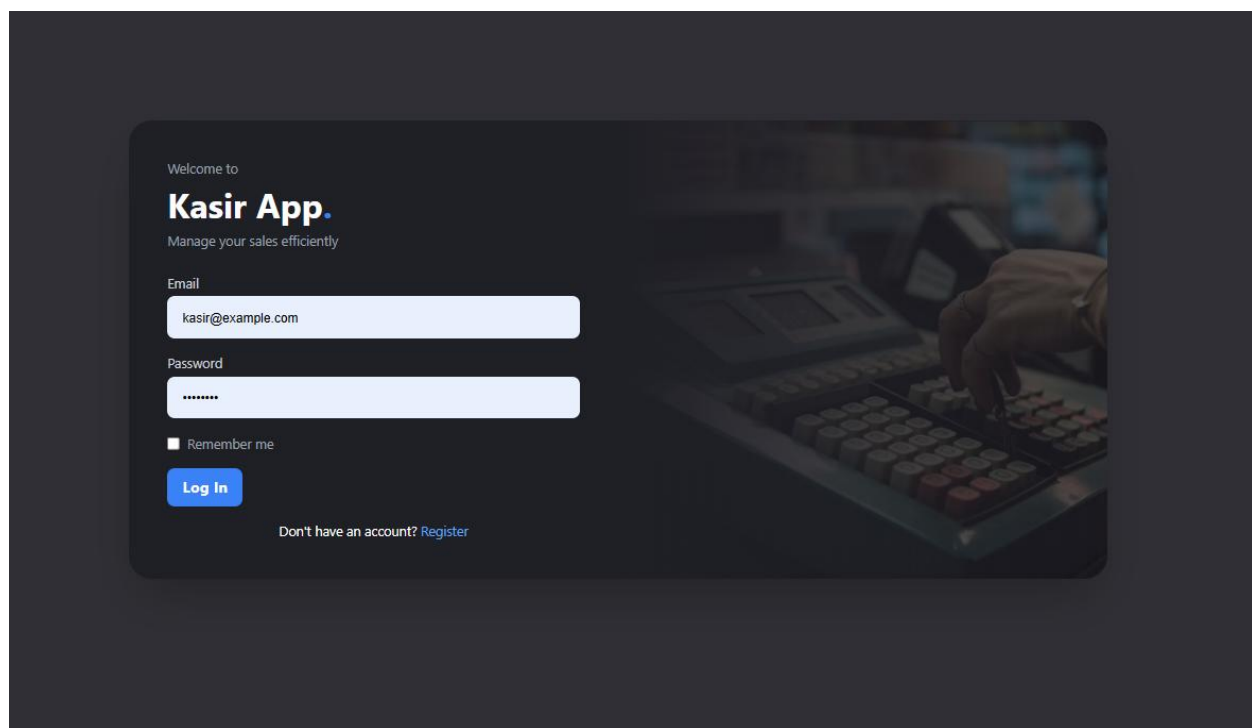 Welcome to
Kasir App.
Manage your sales efficiently
Email
kasir@example.com
Password
••••••••
Remember me
Log In
Don't have an account? Register